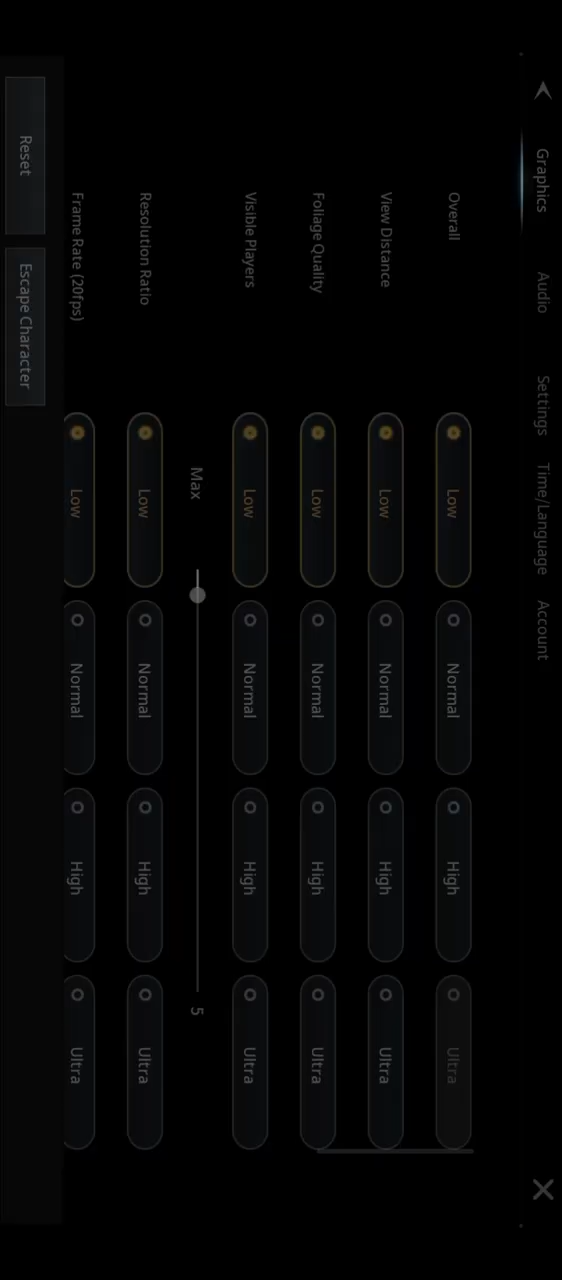 Graphics
Audio
Settings
Time/Language
Account
Overall
Low
Normal
High
Ultra
View Distance
Low
Normal
High
Ultra
Foliage Quality
Low
Normal
High
Ultra
Visible Players
Low
Normal
High
Ultra
Max
5
Resolution Ratio
Low
Normal
High
Ultra
Frame Rate (20fps)
Low
Normal
High
Ultra
Reset
Escape Character